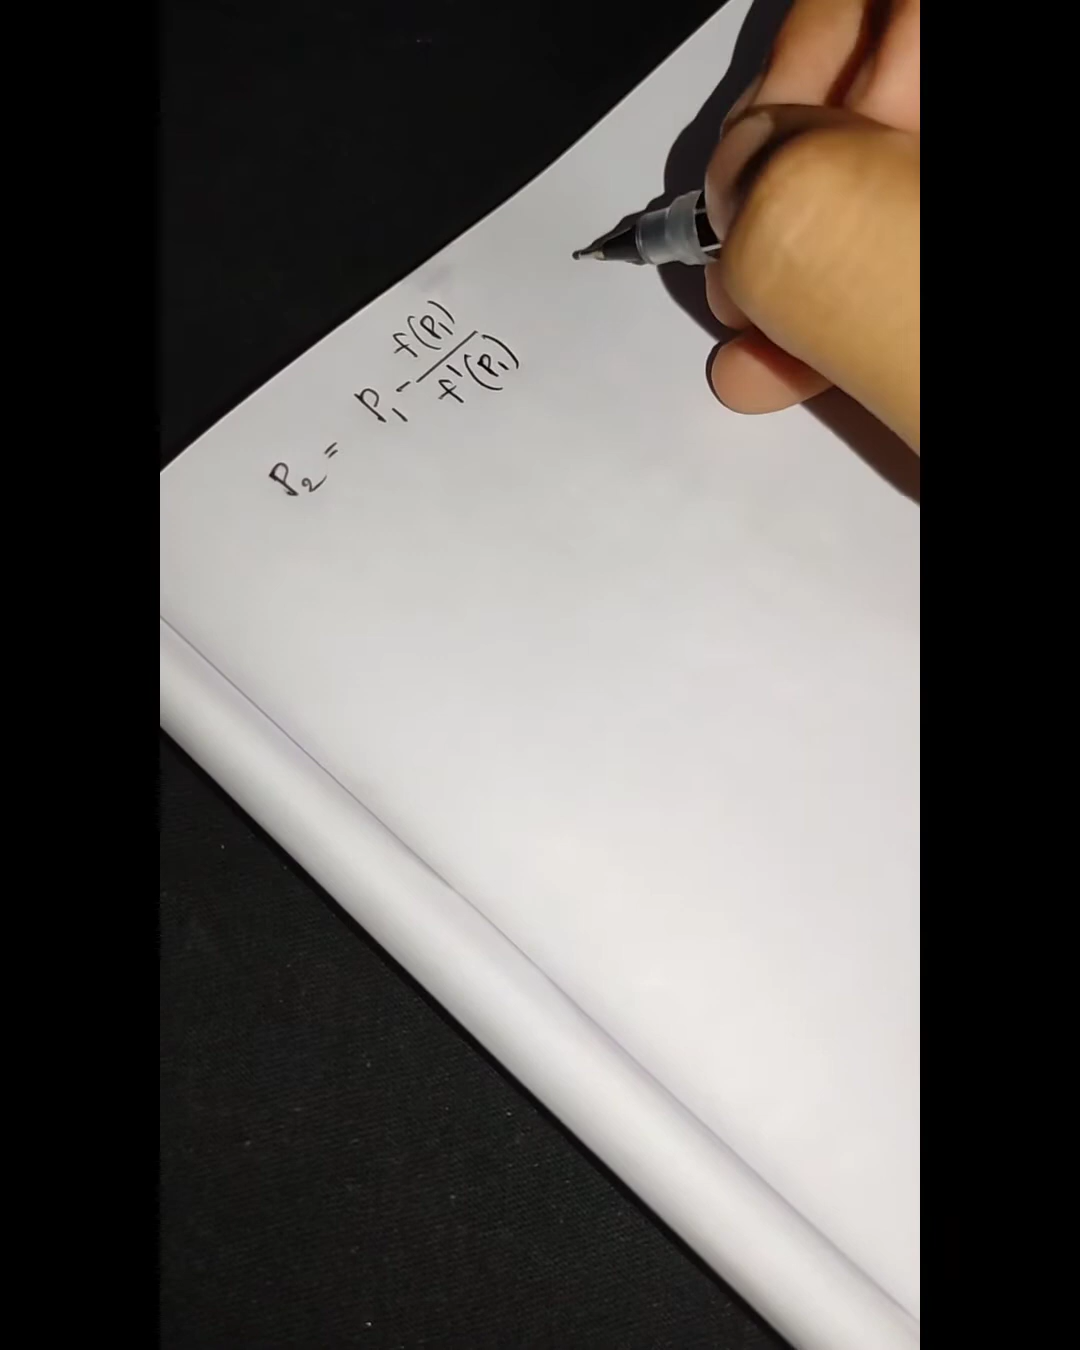 P₂ = P₁ - f(P₁)/f'(P₁)